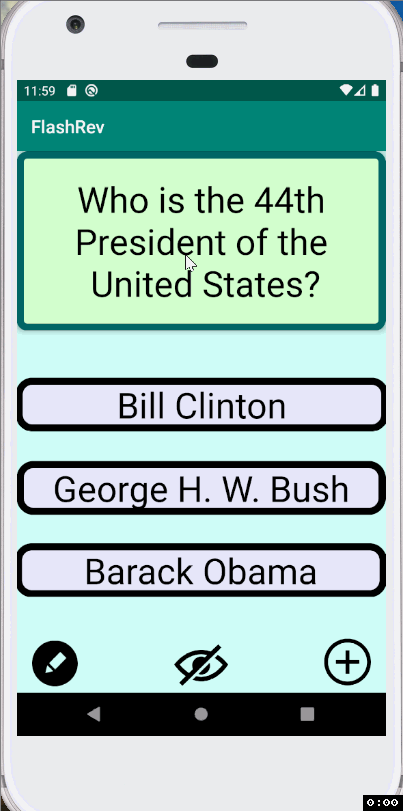 11:59
FlashRev
Who is the 44th
President of the
United States?
Bill Clinton
George H. W. Bush
Barack Obama
0:00